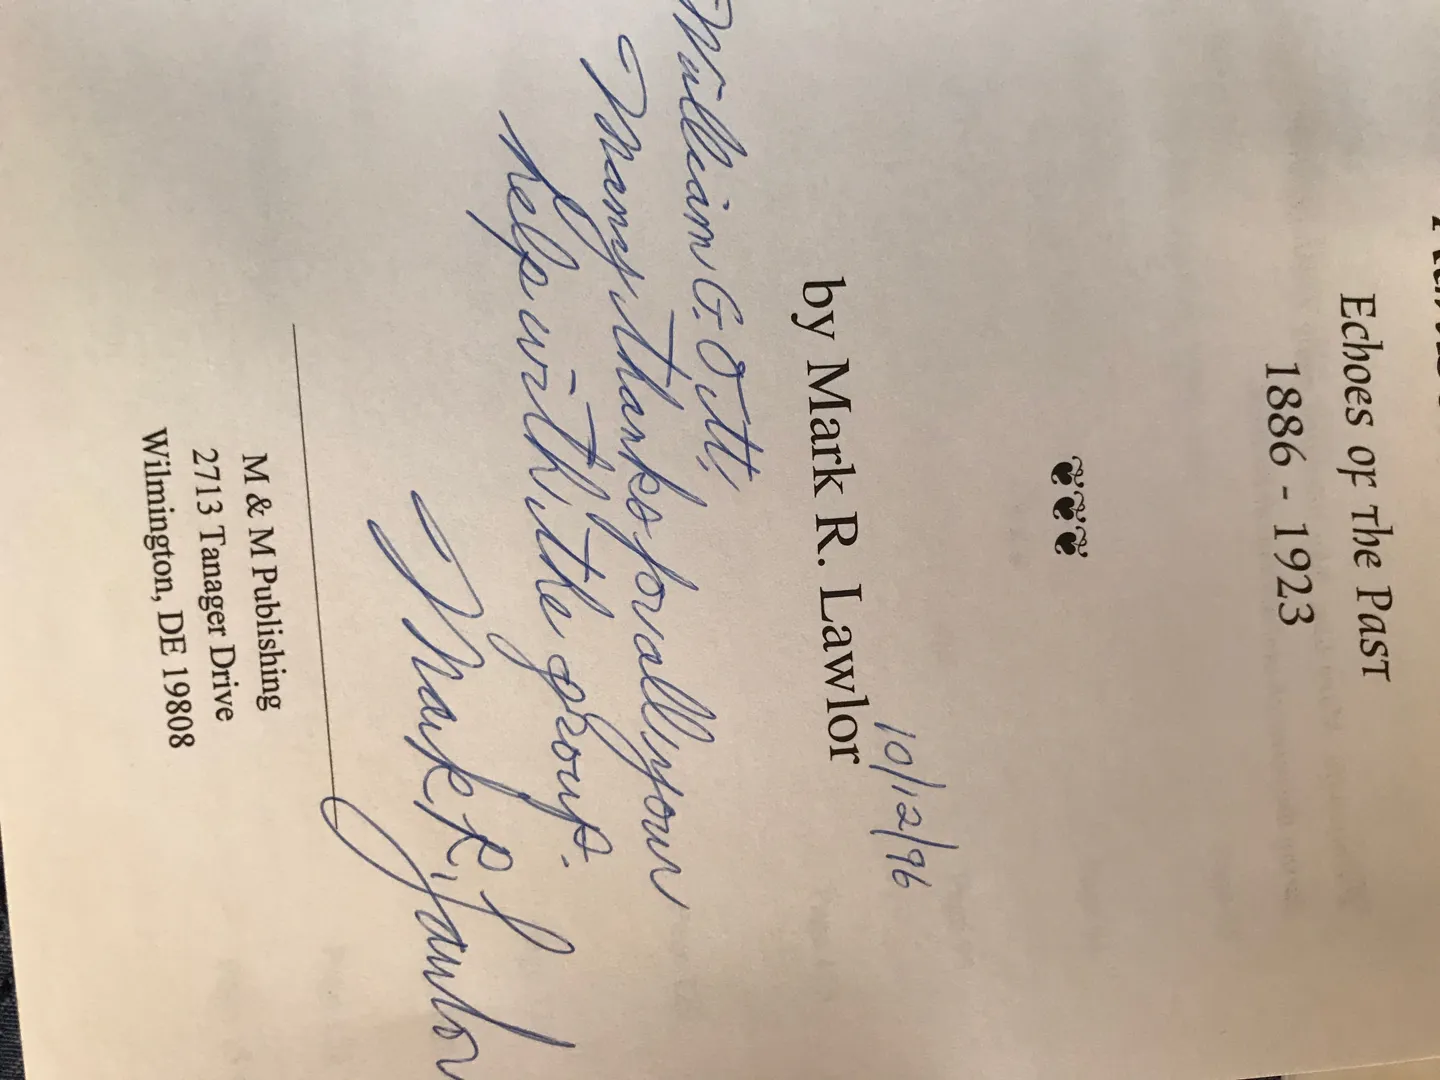 Echoes of The Past
1886 - 1923
10/12/96
by Mark R. Lawlor
William G. Ott,
Many thanks for all your
help with the group.
Mark R. Lawlor
M & M Publishing
2713 Tanager Drive
Wilmington, DE 19808